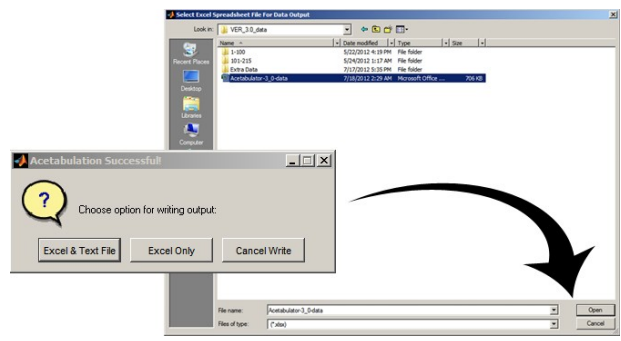 Select Excel Spreadsheet File For Data Output
Look in: VER_3.0_data
Name Date modified Type Size
1-100 5/22/2012 4:19 PM File folder
101-215 5/24/2012 1:17 AM File folder
Extra Data 7/17/2012 5:35 PM File folder
Acetabulator-3_0-data 7/18/2012 2:29 AM Microsoft Office ... 706 KB
Recent Places
Desktop
Libraries
Computer
Acetabulation Successful!
?
Choose option for writing output:
Excel & Text File Excel Only Cancel Write
File name: Acetabulator-3_0-data Open
Files of type: (*.xlsx) Cancel